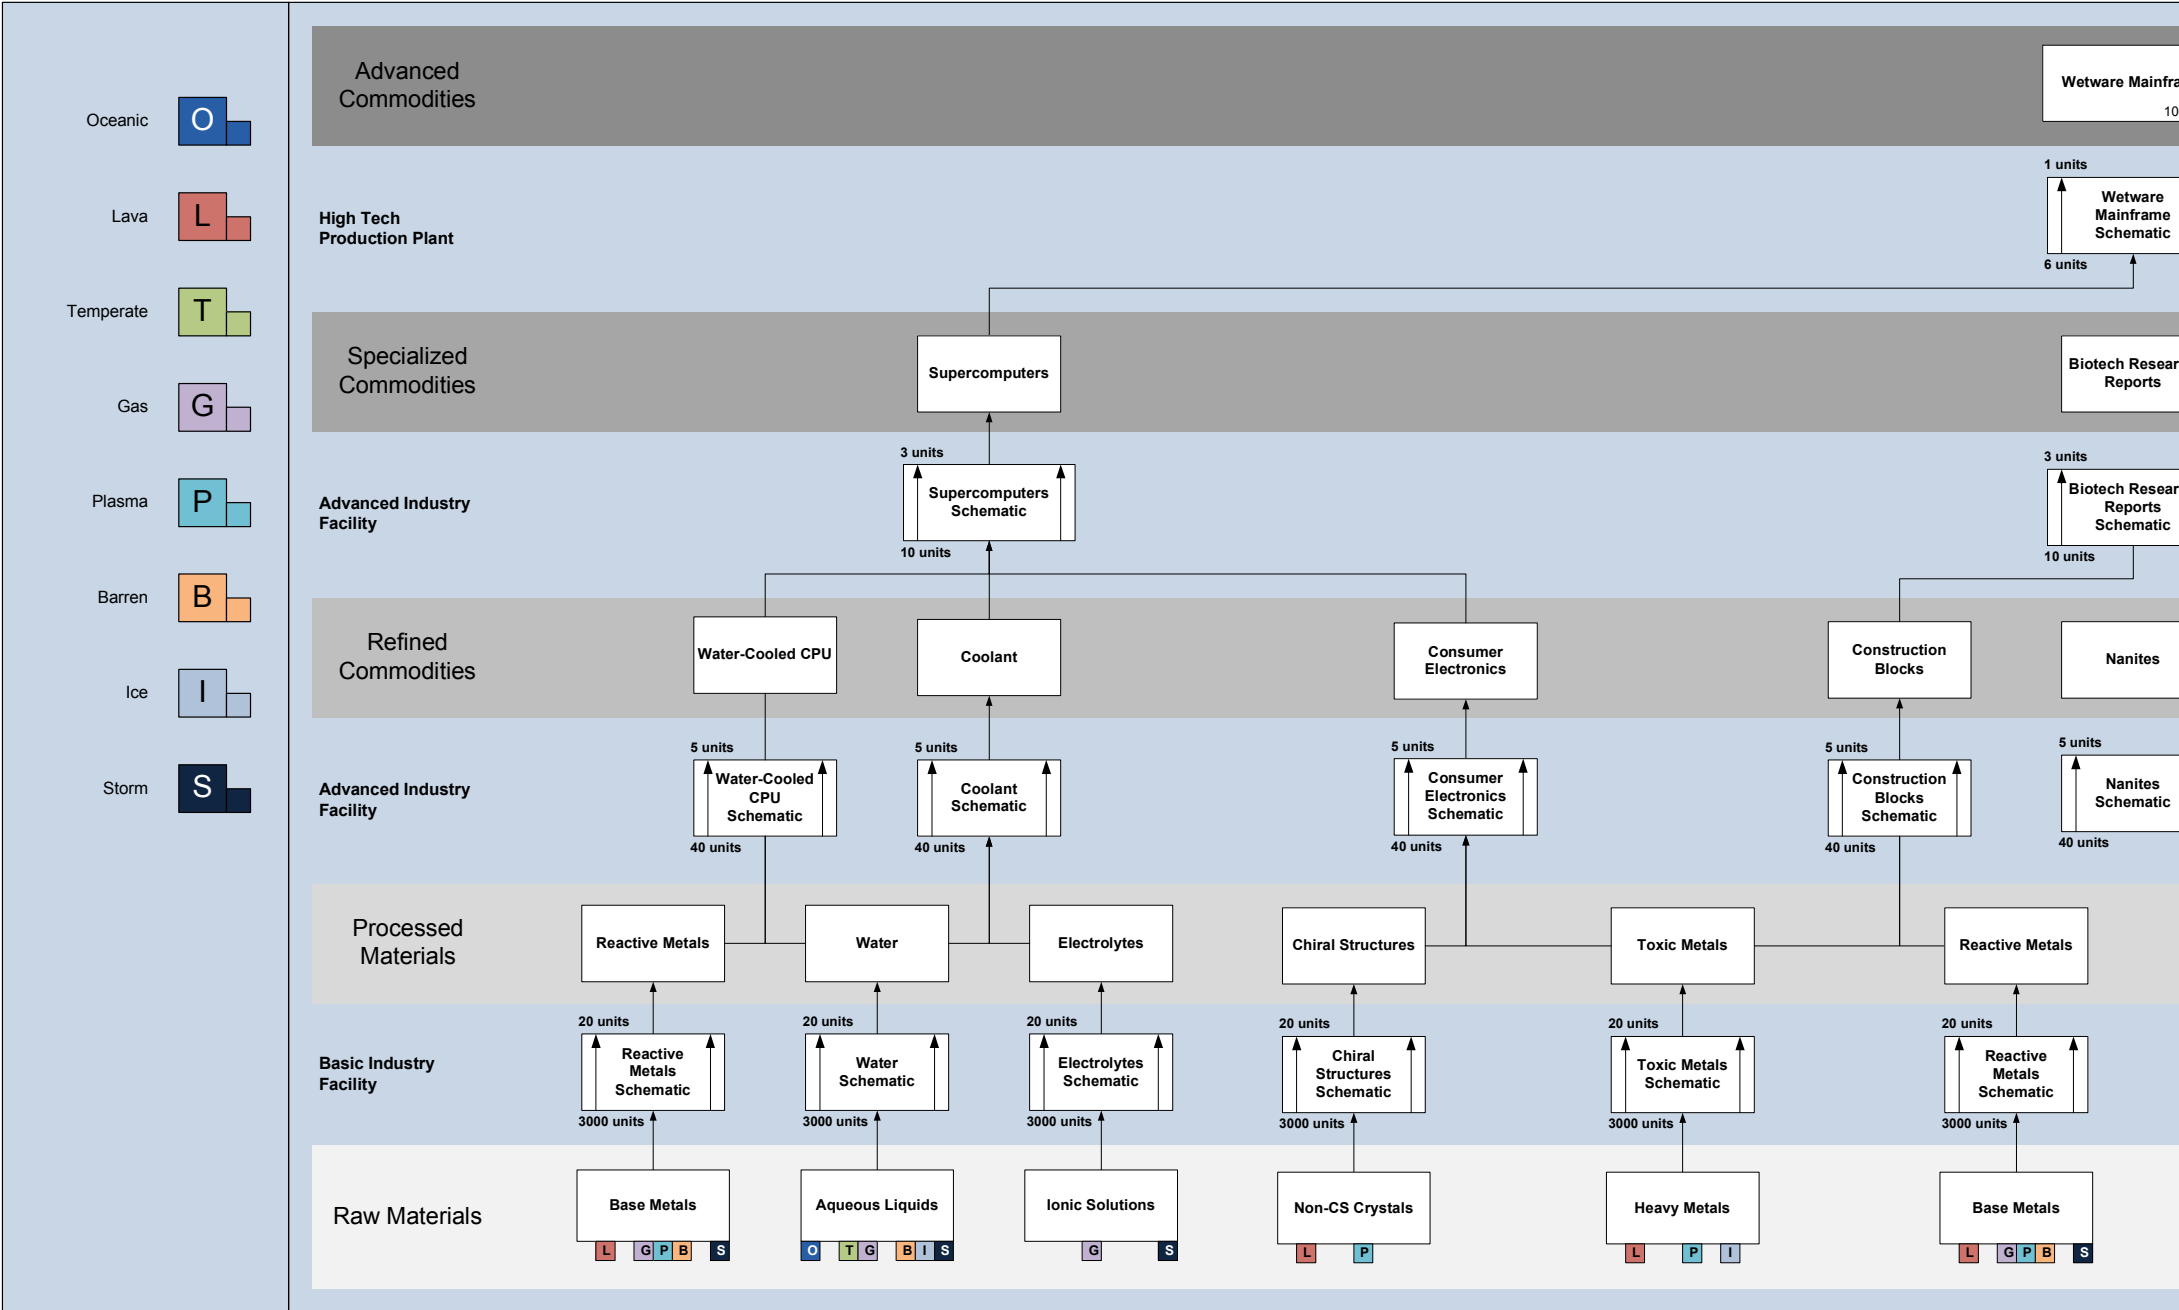 Oceanic
O
Lava
L
Temperate
T
Gas
G
Plasma
P
Barren
B
Ice
I
Storm
S
Advanced
Commodities
Wetware Mainfra
10
1 units
High Tech
Production Plant
Wetware
Mainframe
Schematic
6 units
Specialized
Commodities
Supercomputers
Biotech Resear
Reports
3 units
3 units
Advanced Industry
Facility
Supercomputers
Schematic
Biotech Resear
Reports
Schematic
10 units
10 units
Refined
Commodities
Water-Cooled CPU
Coolant
Consumer
Electronics
Construction
Blocks
Nanites
5 units
5 units
5 units
5 units
5 units
Advanced Industry
Facility
Water-Cooled
CPU
Schematic
Coolant
Schematic
Consumer
Electronics
Schematic
Construction
Blocks
Schematic
Nanites
Schematic
40 units
40 units
40 units
40 units
40 units
Processed
Materials
Reactive Metals
Water
Electrolytes
Chiral Structures
Toxic Metals
Reactive Metals
20 units
20 units
20 units
20 units
20 units
20 units
Basic Industry
Facility
Reactive
Metals
Schematic
Water
Schematic
Electrolytes
Schematic
Chiral
Structures
Schematic
Toxic Metals
Schematic
Reactive
Metals
Schematic
3000 units
3000 units
3000 units
3000 units
3000 units
3000 units
Raw Materials
Base Metals
L G P B S
Aqueous Liquids
O T G B I S
Ionic Solutions
G S
Non-CS Crystals
L P
Heavy Metals
L P I
Base Metals
L G P B S